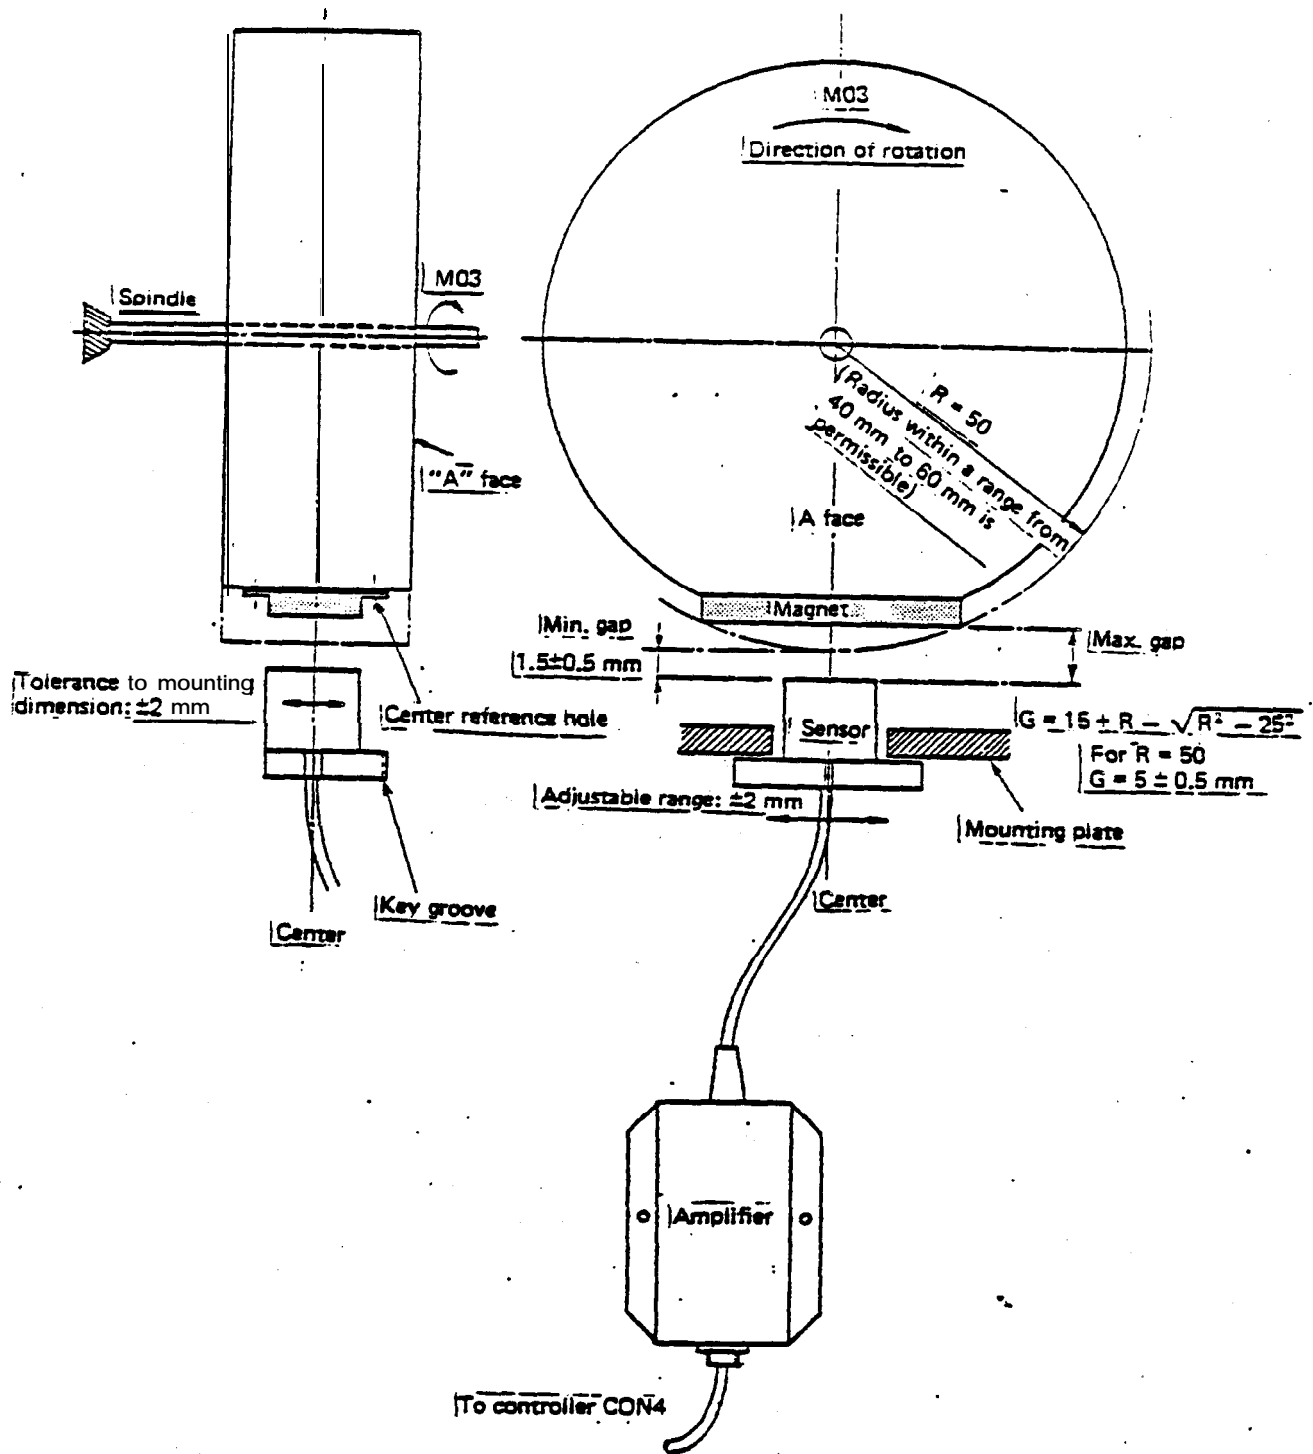 M03
Direction of rotation
Spindle
M03
"A" face
R = 50
(Radius within a range from
40 mm to 60 mm is
permissible)
A face
Magnet
Min. gap
1.5±0.5 mm
Max. gap
Tolerance to mounting
dimension: ±2 mm
Center reference hole
Sensor
G = 15 + R − √R² − 25²
For R = 50
G = 5 ± 0.5 mm
Adjustable range: ±2 mm
Mounting plate
Key groove
Center
Center
Amplifier
To controller CON4